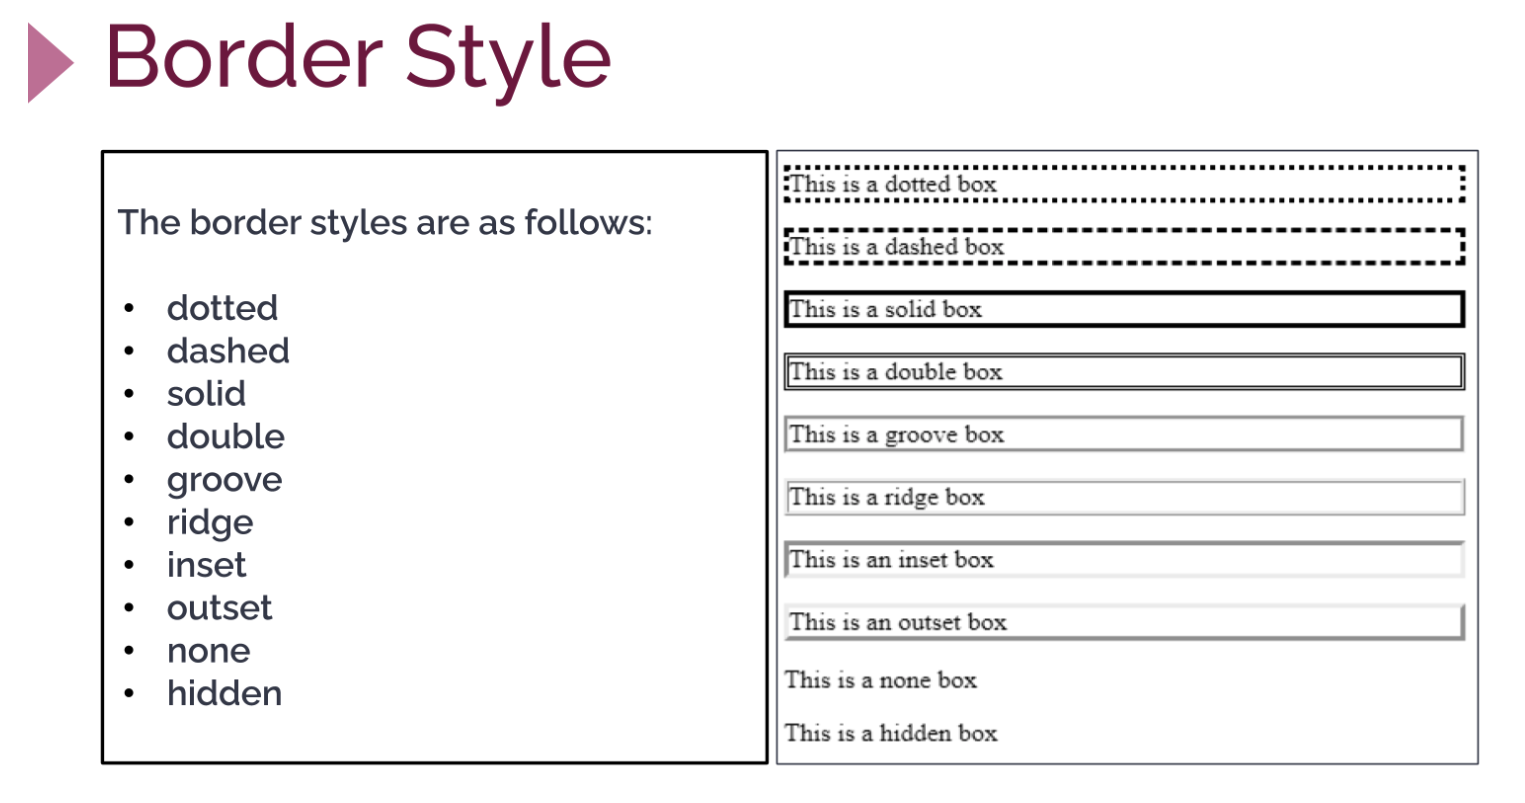 Border Style
The border styles are as follows:
• dotted
• dashed
• solid
• double
• groove
• ridge
• inset
• outset
• none
• hidden
This is a dotted box
This is a dashed box
This is a solid box
This is a double box
This is a groove box
This is a ridge box
This is an inset box
This is an outset box
This is a none box
This is a hidden box